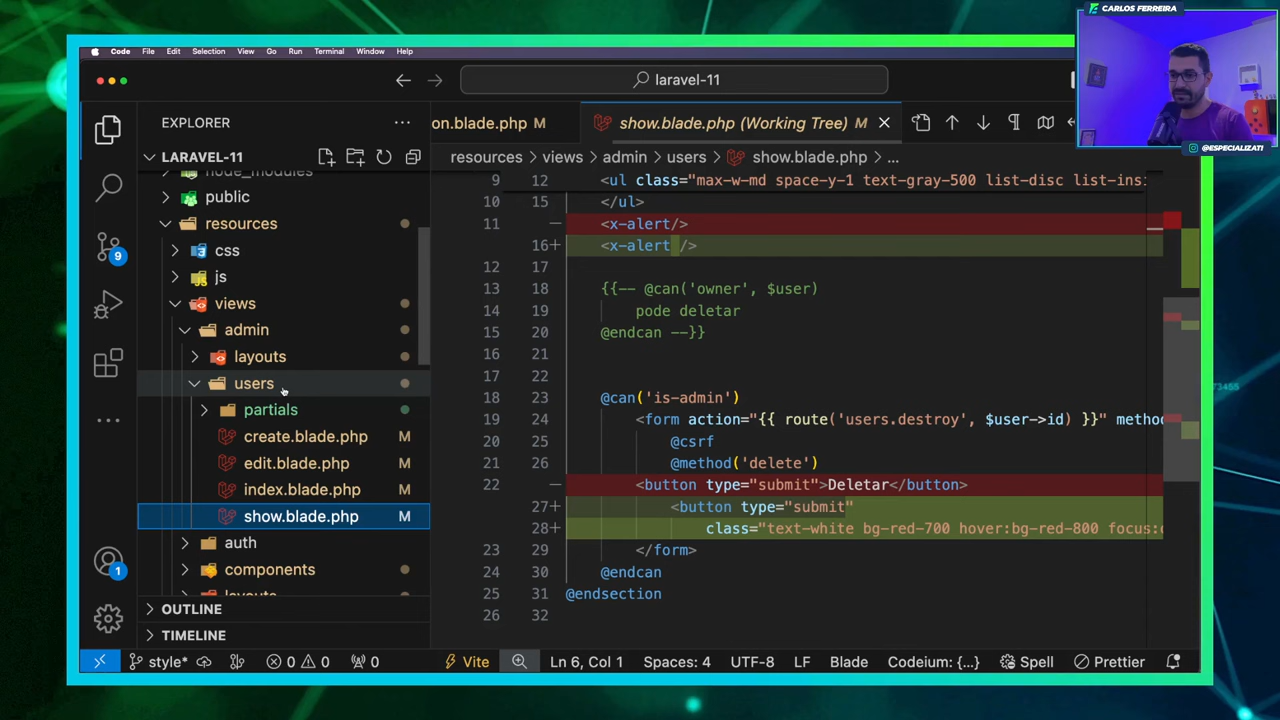 CARLOS FERREIRA
Code File Edit Selection View Go Run Terminal Window Help
laravel-11
@ESPECIALIZATI
EXPLORER
on.blade.php M
show.blade.php (Working Tree) M
LARAVEL-11
resources views admin users show.blade.php ...
node_modules
public
resources
css
js
views
admin
layouts
users
partials
create.blade.php M
edit.blade.php M
index.blade.php M
show.blade.php M
auth
components
layouts
OUTLINE
TIMELINE
9
1
9 12 <ul class="max-w-md space-y-1 text-gray-500 list-disc list-ins
10 15 </ul>
11 — <x-alert/>
16+ <x-alert />
12 17
13 18 {{-- @can('owner', $user)
14 19 pode deletar
15 20 @endcan --}}
16 21
17 22
18 23 @can('is-admin')
19 24 <form action="{{ route('users.destroy', $user->id) }}" method
20 25 @csrf
21 26 @method('delete')
22 — <button type="submit">Deletar</button>
27+ <button type="submit"
28+ class="text-white bg-red-700 hover:bg-red-800 focus:
23 29 </form>
24 30 @endcan
25 31 @endsection
26 32
style* 0 0 0 Vite Ln 6, Col 1 Spaces: 4 UTF-8 LF Blade Codeium: {...} Spell Prettier